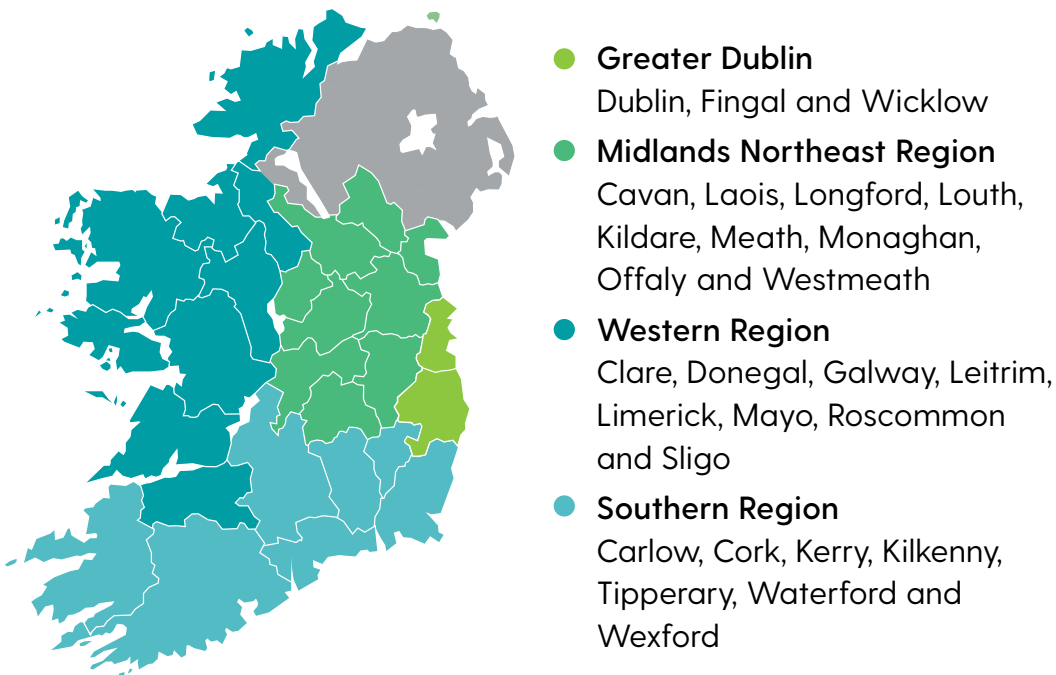 Greater Dublin
Dublin, Fingal and Wicklow
Midlands Northeast Region
Cavan, Laois, Longford, Louth,
Kildare, Meath, Monaghan,
Offaly and Westmeath
Western Region
Clare, Donegal, Galway, Leitrim,
Limerick, Mayo, Roscommon
and Sligo
Southern Region
Carlow, Cork, Kerry, Kilkenny,
Tipperary, Waterford and
Wexford